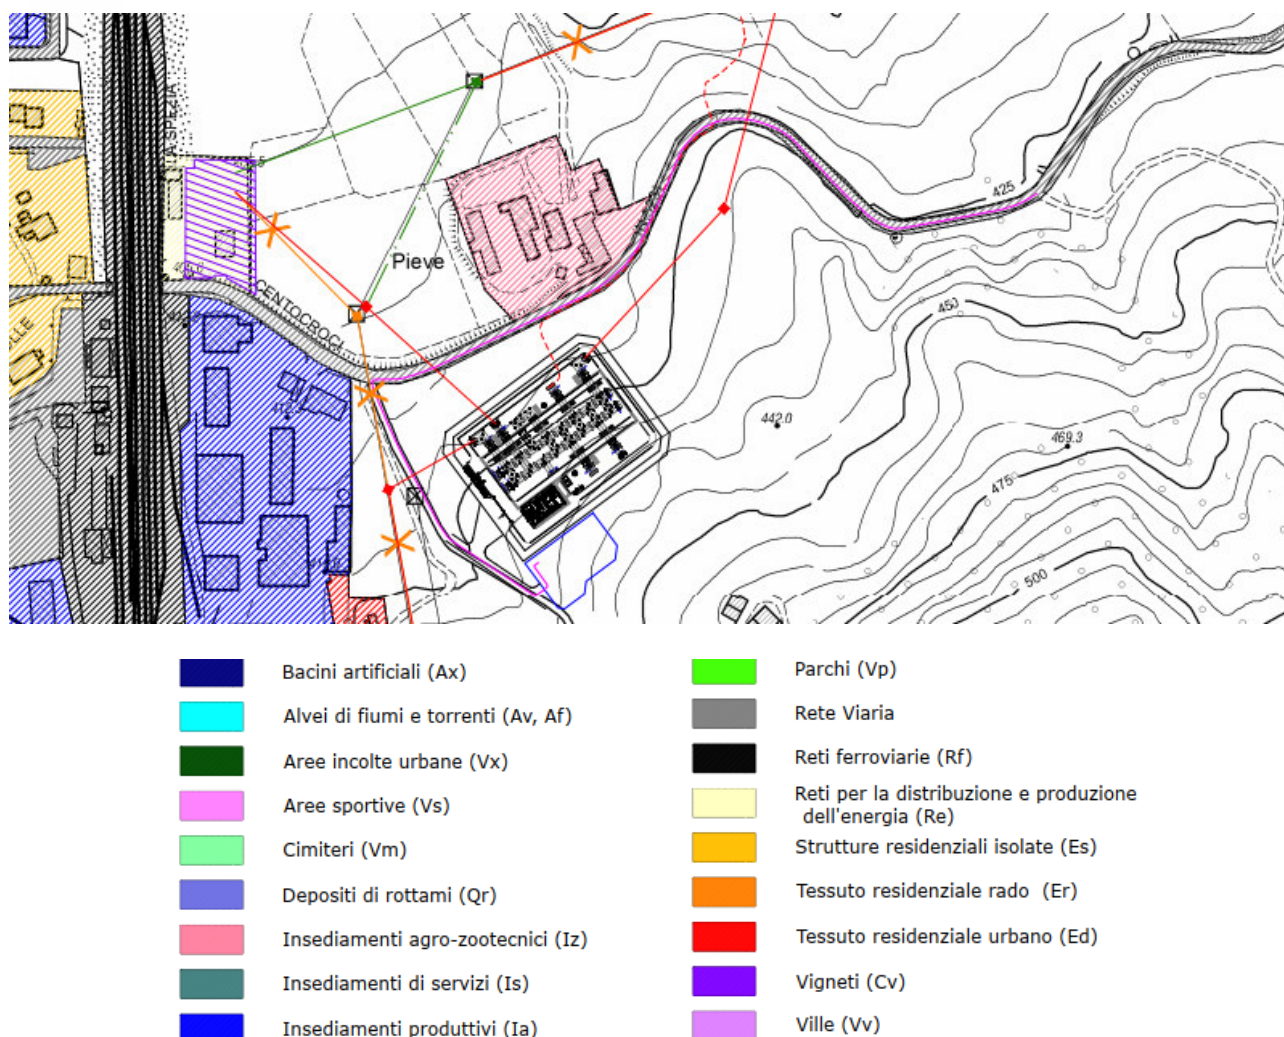 ASPEZIA
425
Pieve
CENTOCROCI
450
442.0
469.3
475
500
Bacini artificiali (Ax)
Alvei di fiumi e torrenti (Av, Af)
Aree incolte urbane (Vx)
Aree sportive (Vs)
Cimiteri (Vm)
Depositi di rottami (Qr)
Insediamenti agro-zootecnici (Iz)
Insediamenti di servizi (Is)
Insediamenti produttivi (Ia)
Parchi (Vp)
Rete Viaria
Reti ferroviarie (Rf)
Reti per la distribuzione e produzione
dell'energia (Re)
Strutture residenziali isolate (Es)
Tessuto residenziale rado (Er)
Tessuto residenziale urbano (Ed)
Vigneti (Cv)
Ville (Vv)